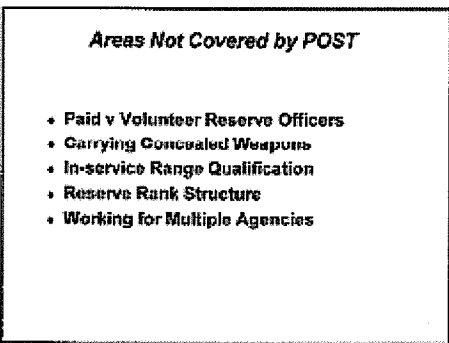 Areas Not Covered by POST
• Paid v Volunteer Reserve Officers
• Carrying Concealed Weapons
• In-service Range Qualification
• Reserve Rank Structure
• Working for Multiple Agencies